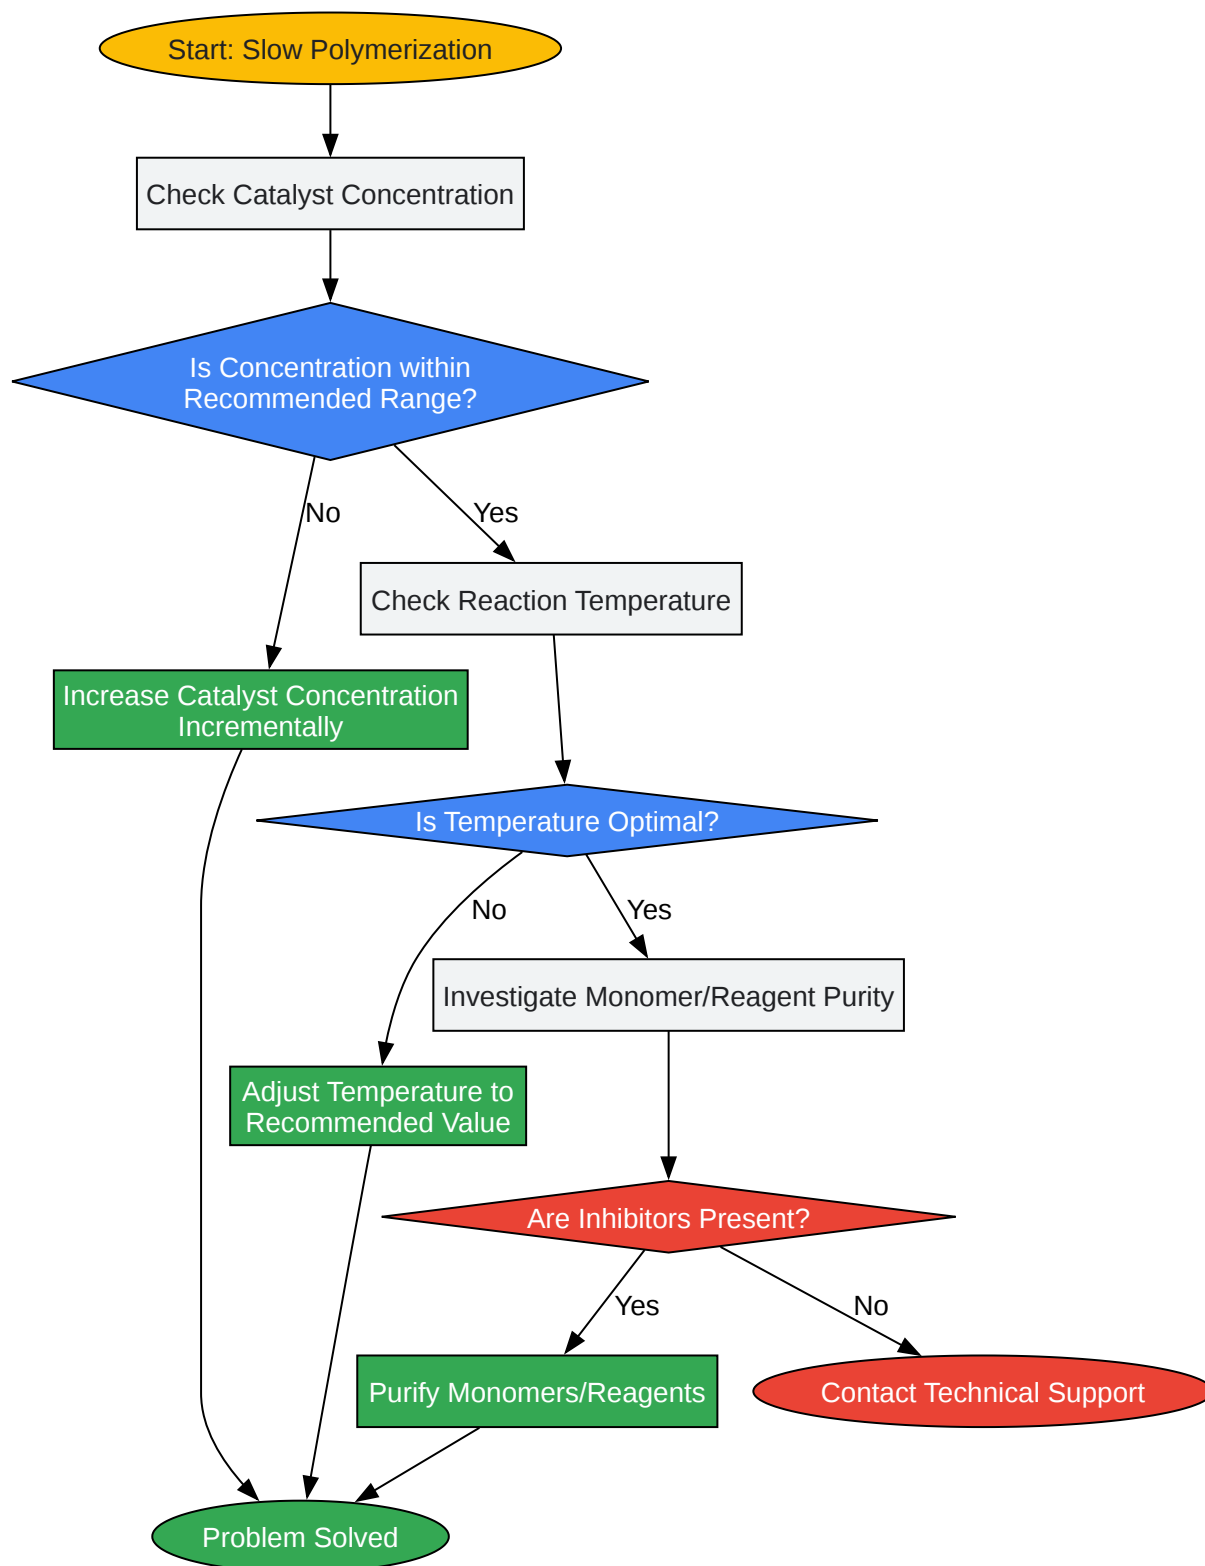 Start: Slow Polymerization
Check Catalyst Concentration
Is Concentration within
Recommended Range?
No
Yes
Check Reaction Temperature
Increase Catalyst Concentration
Incrementally
Is Temperature Optimal?
No
Yes
Investigate Monomer/Reagent Purity
Adjust Temperature to
Recommended Value
Are Inhibitors Present?
Yes
No
Purify Monomers/Reagents
Contact Technical Support
Problem Solved